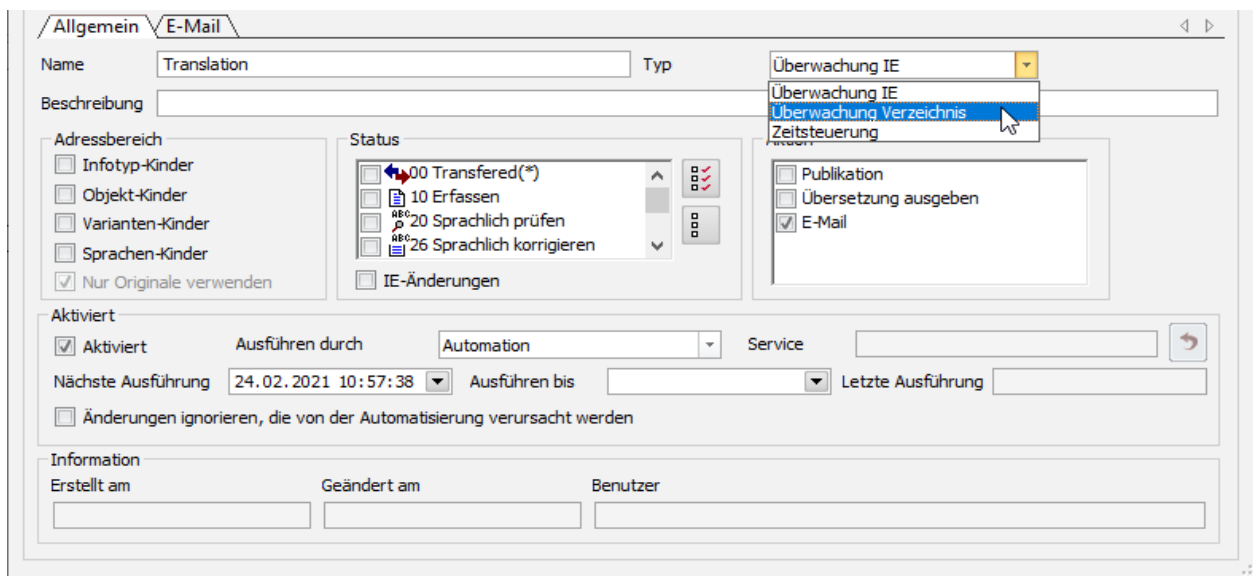 Allgemein E-Mail
Name Translation Typ Überwachung IE
Überwachung IE
Beschreibung Überwachung Verzeichnis
Zeitsteuerung
Adressbereich Status
Infotyp-Kinder 00 Transfered(*) Publikation
Objekt-Kinder 10 Erfassen Übersetzung ausgeben
Varianten-Kinder ABC 20 Sprachlich prüfen E-Mail
Sprachen-Kinder ABC 26 Sprachlich korrigieren
Nur Originale verwenden IE-Änderungen
Aktiviert
Aktiviert Ausführen durch Automation Service
Nächste Ausführung 24.02.2021 10:57:38 Ausführen bis Letzte Ausführung
Änderungen ignorieren, die von der Automatisierung verursacht werden
Information
Erstellt am Geändert am Benutzer